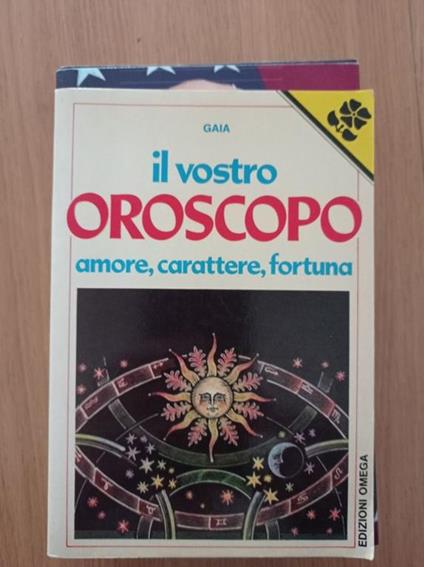 GAIA
il vostro
OROSCOPO
amore, carattere, fortuna
EDIZIONI OMEGA